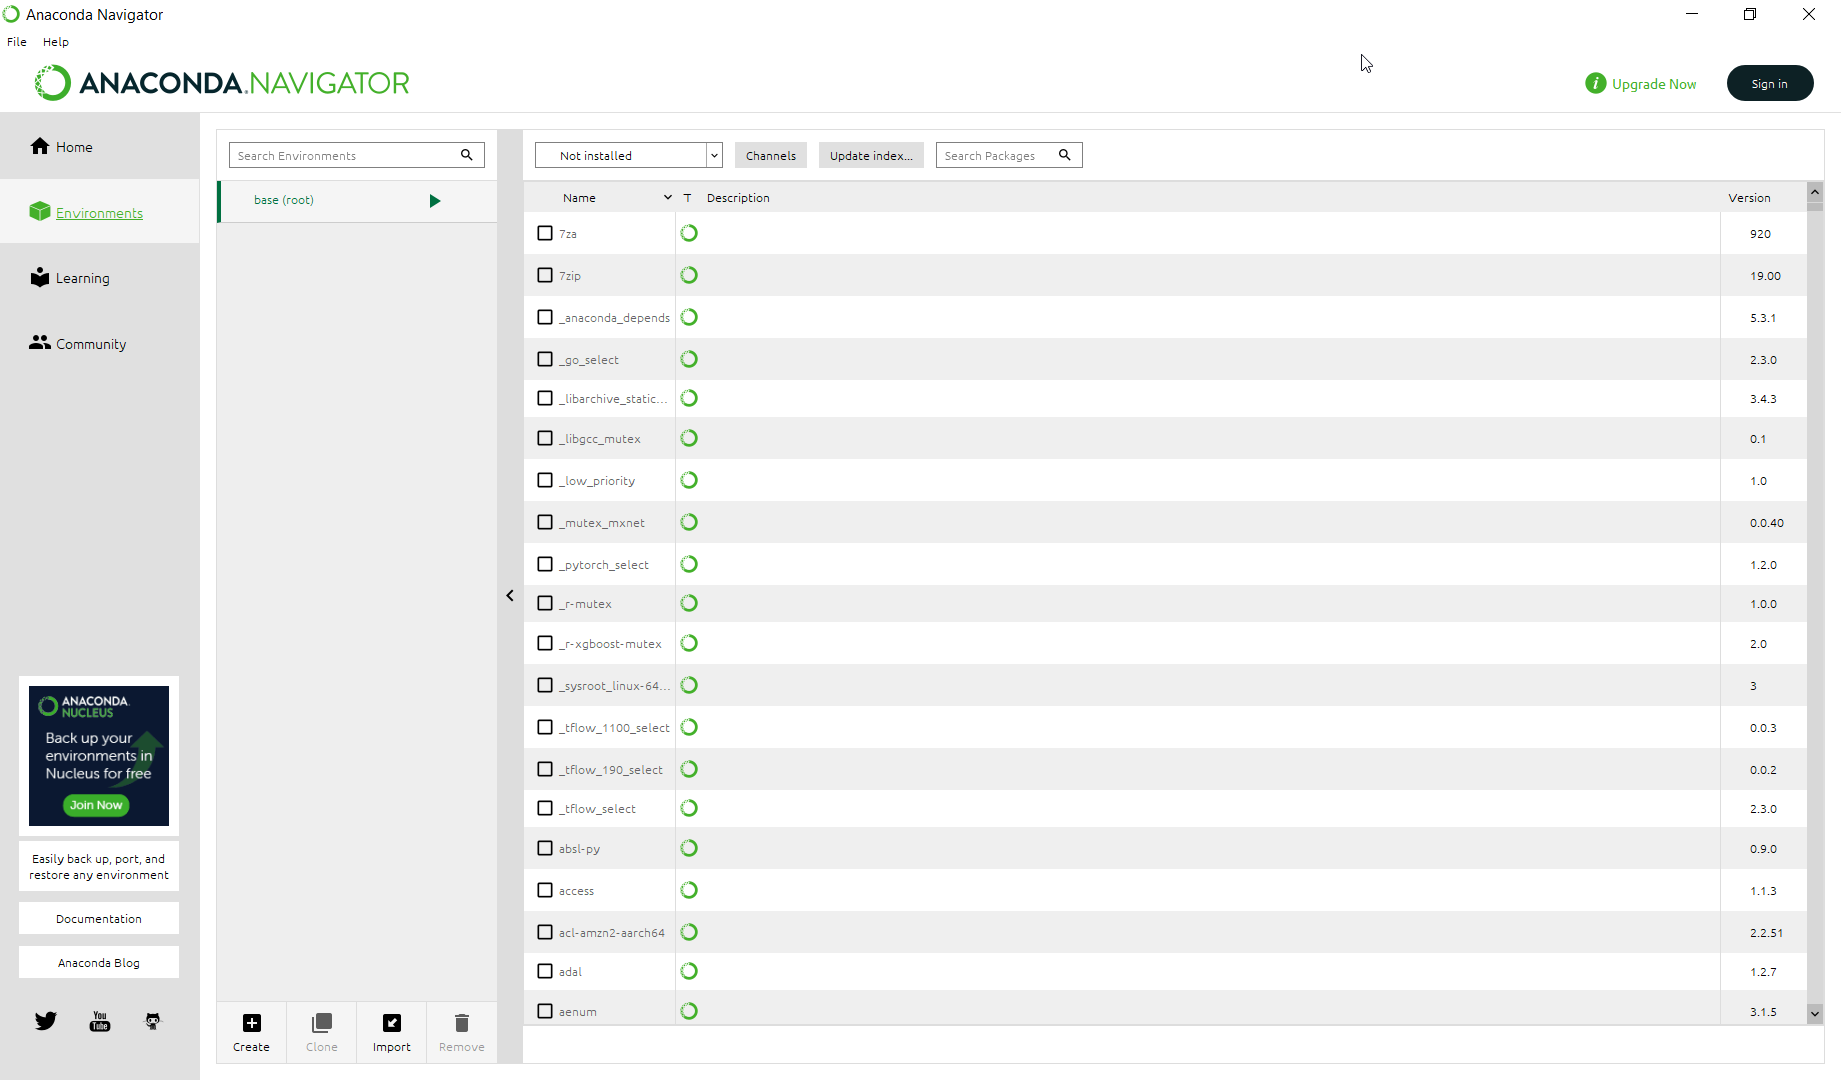 Anaconda Navigator
File Help
ANACONDA.NAVIGATOR
Upgrade Now
Sign in
Home
Environments
Learning
Community
ANACONDA.
NUCLEUS
Back up your
environments in
Nucleus for free
Join Now
Easily back up, port, and
restore any environment
Documentation
Anaconda Blog
You
Tube
Search Environments
base (root)
Create Clone Import Remove
Not installed Channels Update index... Search Packages
Name T Description Version
7za 920
7zip 19.00
_anaconda_depends 5.3.1
_go_select 2.3.0
_libarchive_static... 3.4.3
_libgcc_mutex 0.1
_low_priority 1.0
_mutex_mxnet 0.0.40
_pytorch_select 1.2.0
_r-mutex 1.0.0
_r-xgboost-mutex 2.0
_sysroot_linux-64... 3
_tflow_1100_select 0.0.3
_tflow_190_select 0.0.2
_tflow_select 2.3.0
absl-py 0.9.0
access 1.1.3
acl-amzn2-aarch64 2.2.51
adal 1.2.7
aenum 3.1.5